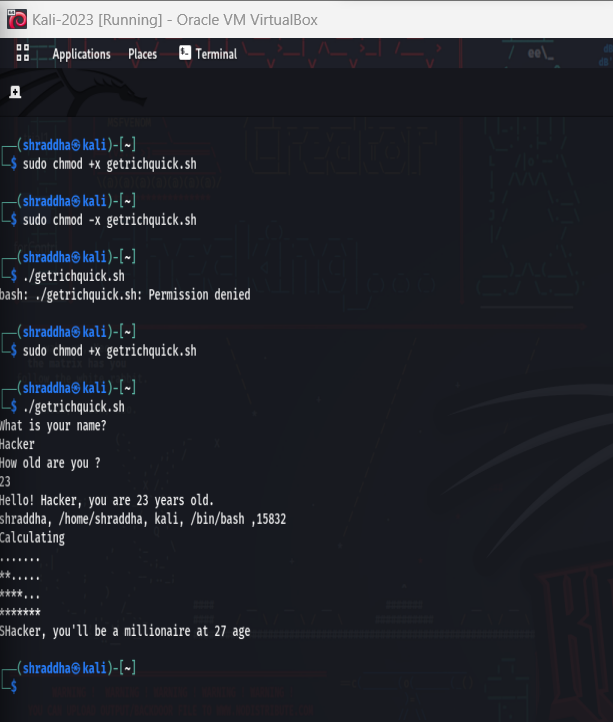 Kali-2023 [Running] - Oracle VM VirtualBox
Applications Places Terminal
┌──(shraddha㉿kali)-[~]
└─$ sudo chmod +x getrichquick.sh
┌──(shraddha㉿kali)-[~]
└─$ sudo chmod -x getrichquick.sh
┌──(shraddha㉿kali)-[~]
└─$ ./getrichquick.sh
bash: ./getrichquick.sh: Permission denied
┌──(shraddha㉿kali)-[~]
└─$ sudo chmod +x getrichquick.sh
┌──(shraddha㉿kali)-[~]
└─$ ./getrichquick.sh
What is your name?
Hacker
How old are you ?
23
Hello! Hacker, you are 23 years old.
shraddha, /home/shraddha, kali, /bin/bash ,15832
Calculating
.......
**.....
****...
*******
SHacker, you'll be a millionaire at 27 age
┌──(shraddha㉿kali)-[~]
└─$